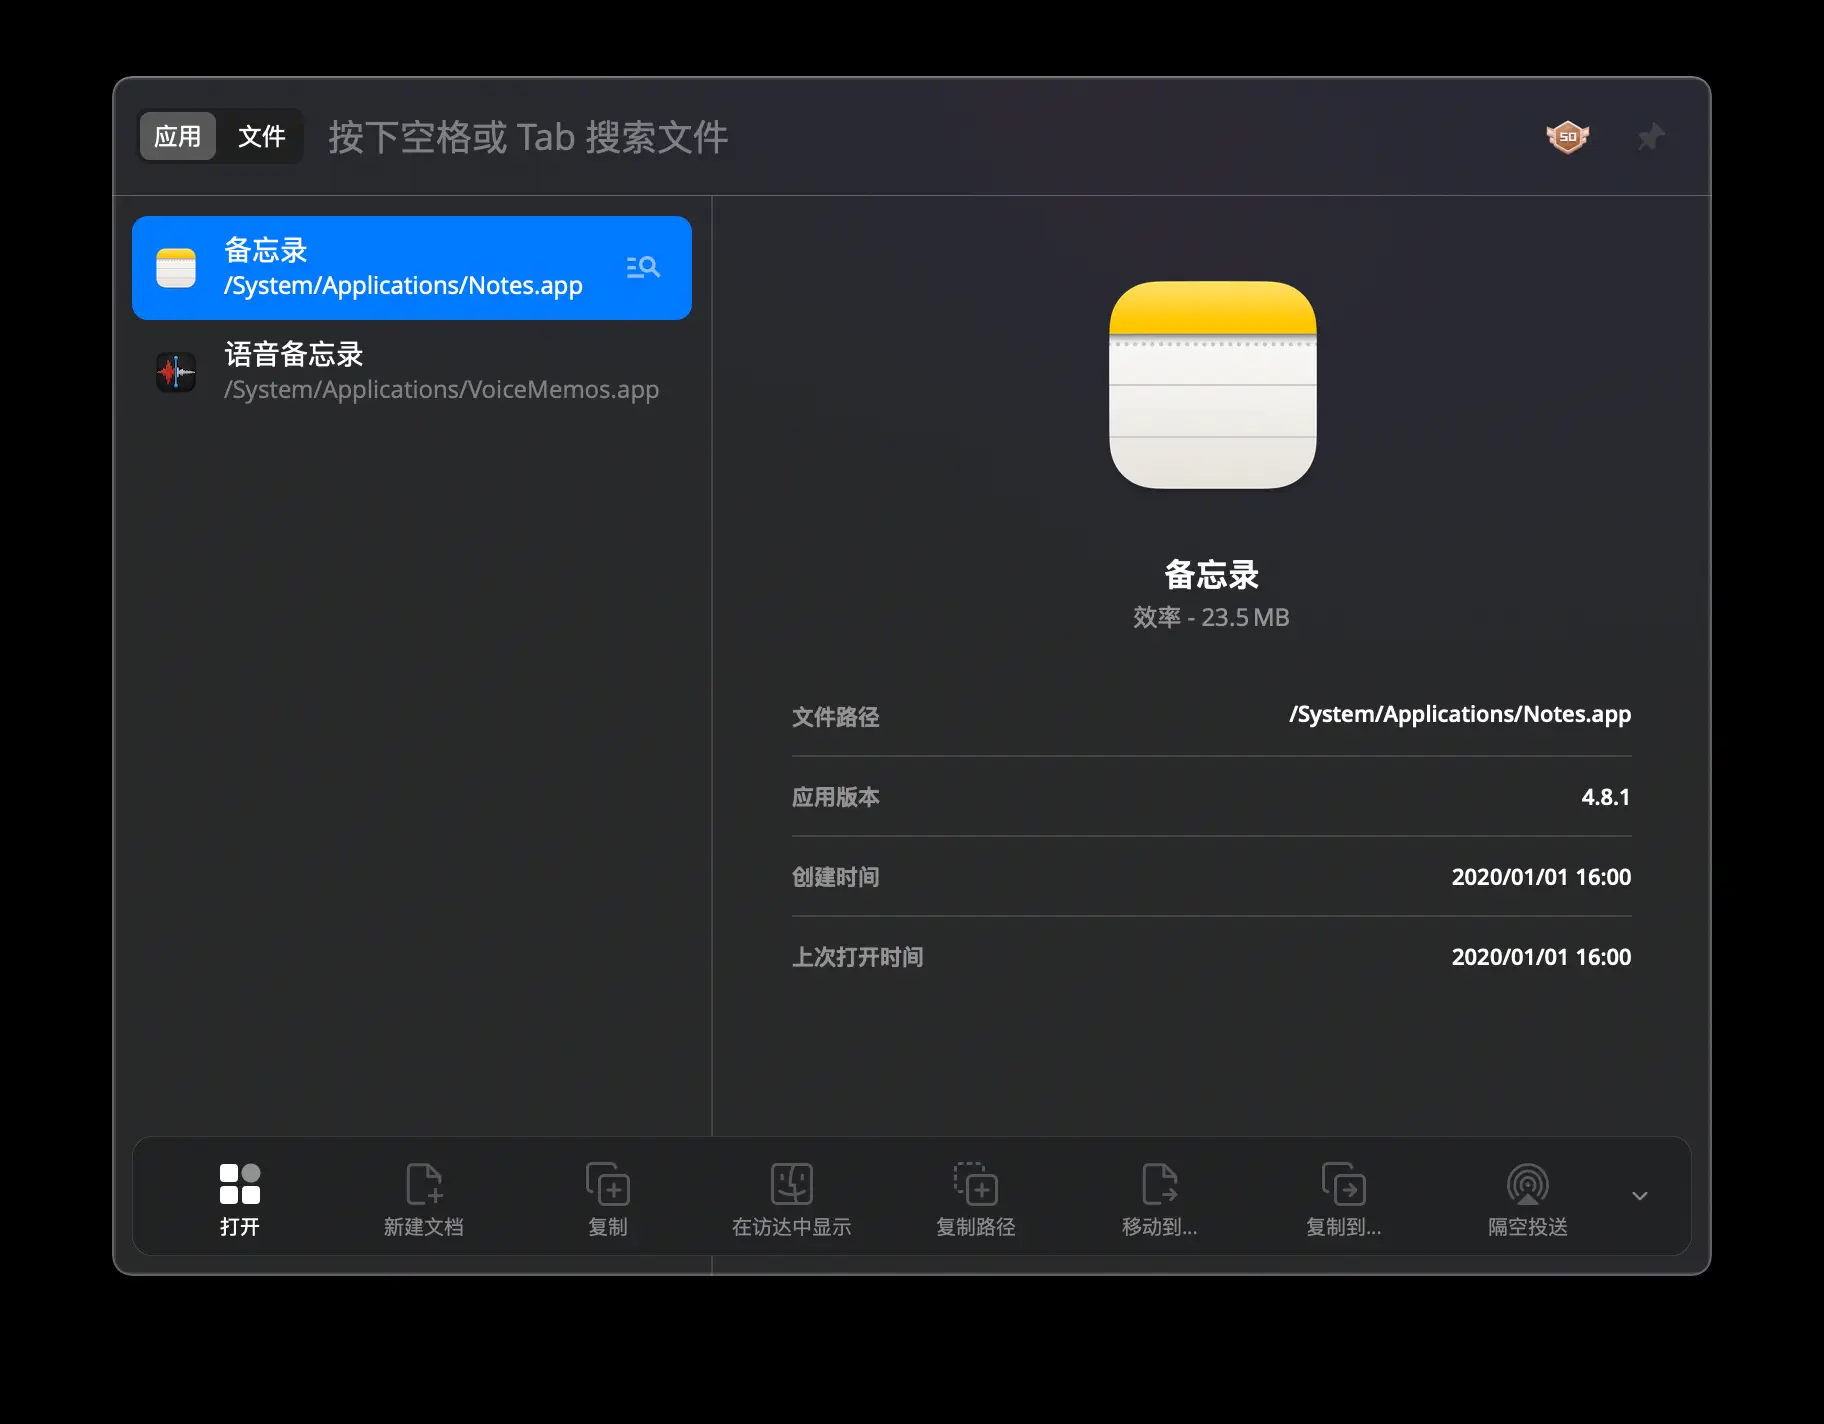 应用 文件 按下空格或 Tab 搜索文件 50
备忘录
/System/Applications/Notes.app
语音备忘录
/System/Applications/VoiceMemos.app
备忘录
效率 - 23.5 MB
文件路径 /System/Applications/Notes.app
应用版本 4.8.1
创建时间 2020/01/01 16:00
上次打开时间 2020/01/01 16:00
打开 新建文档 复制 在访达中显示 复制路径 移动到... 复制到... 隔空投送